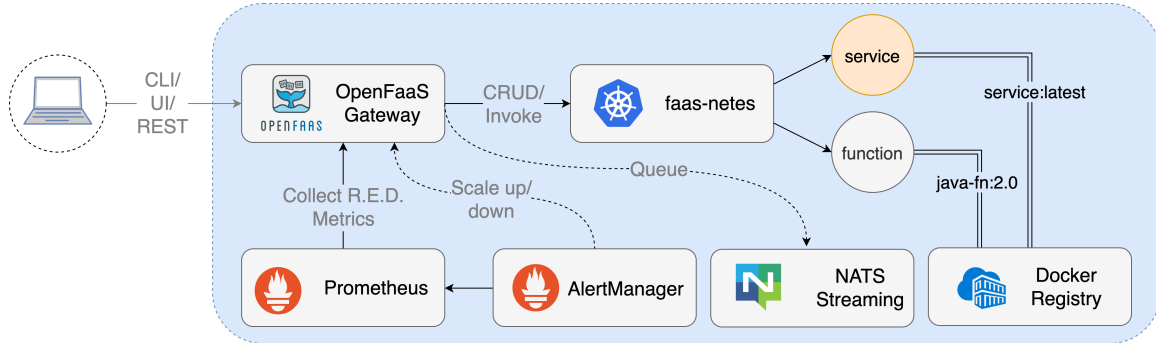 CLI/
UI/
REST
OPENFAAS
OpenFaaS
Gateway
CRUD/
Invoke
faas-netes
service
function
service:latest
java-fn:2.0
Queue
Collect R.E.D.
Metrics
Scale up/
down
Prometheus
AlertManager
N
NATS
Streaming
Docker
Registry